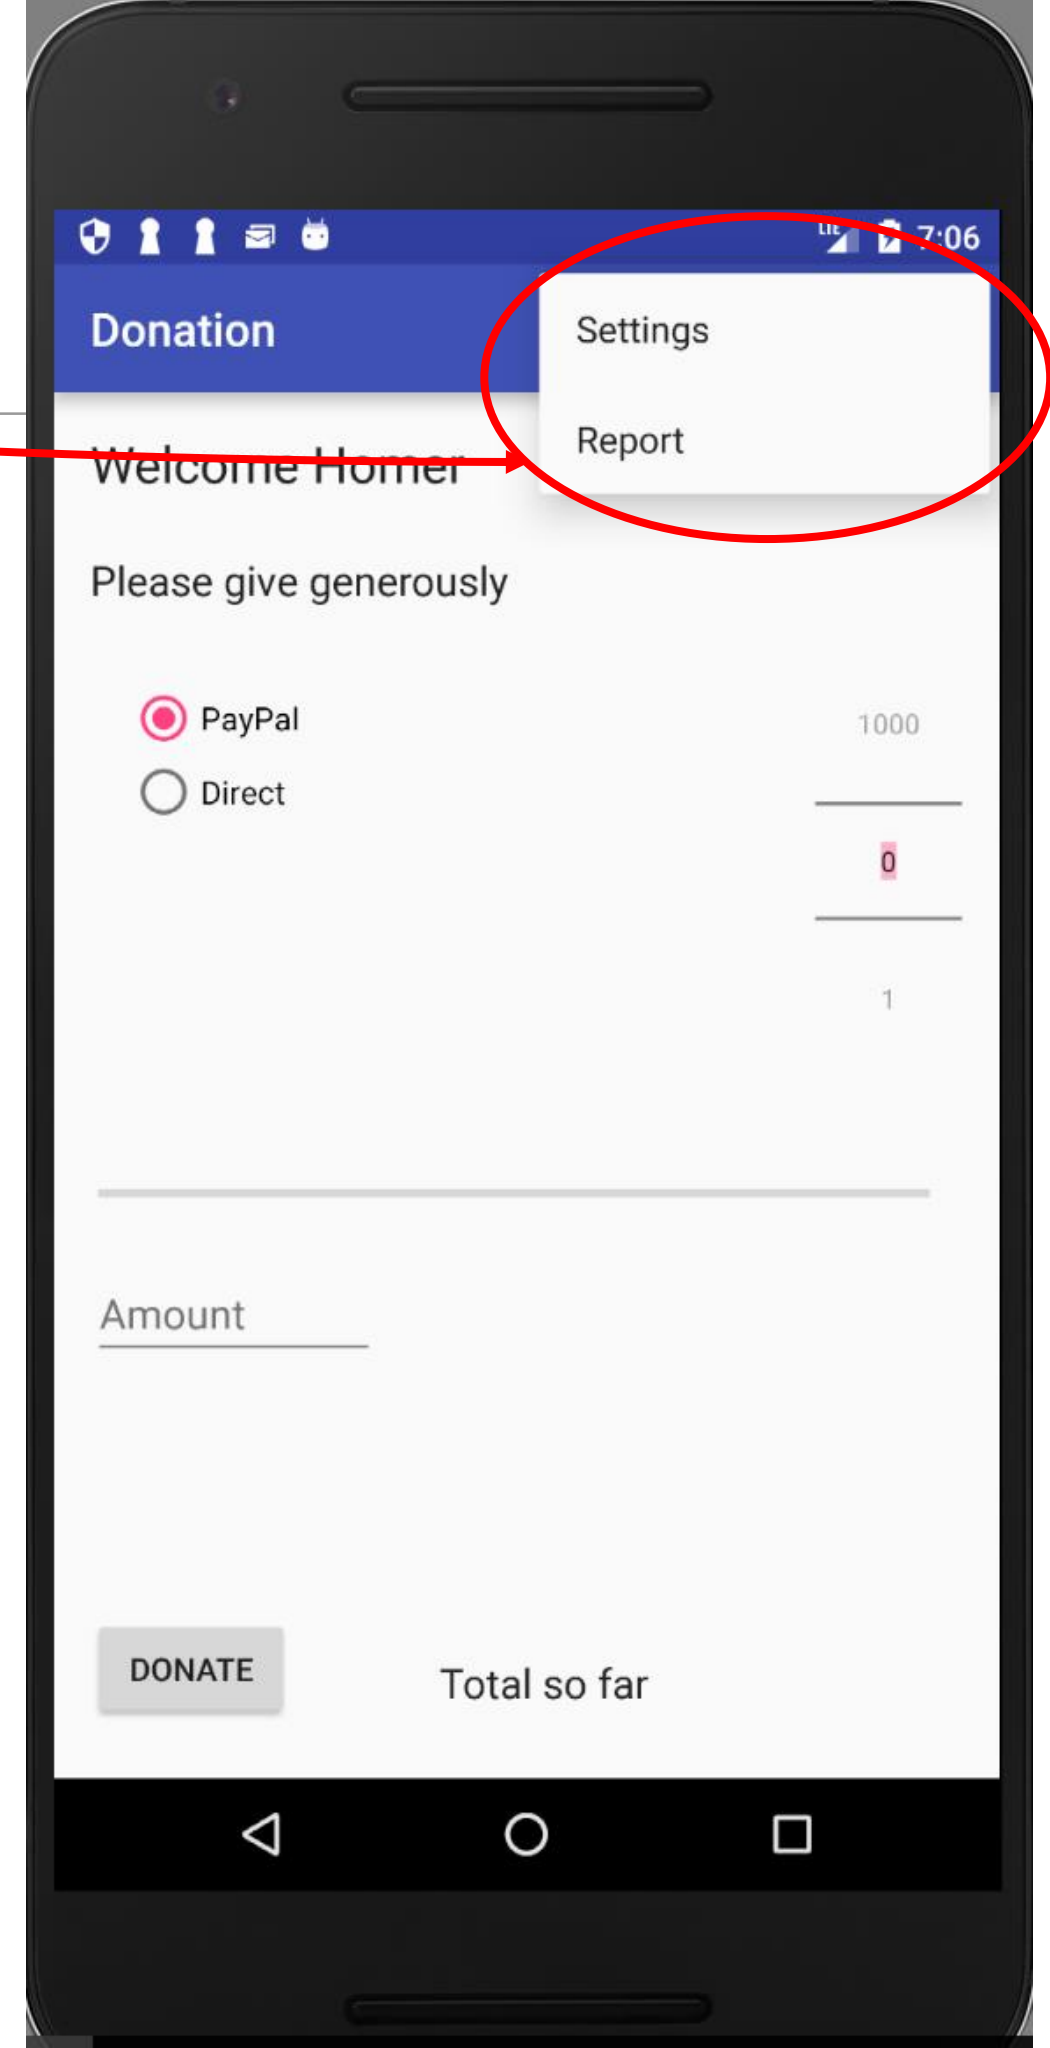 LTE 7:06
Donation
Settings
Report
Welcome Homer
Please give generously
PayPal
1000
Direct
0
1
Amount
DONATE
Total so far